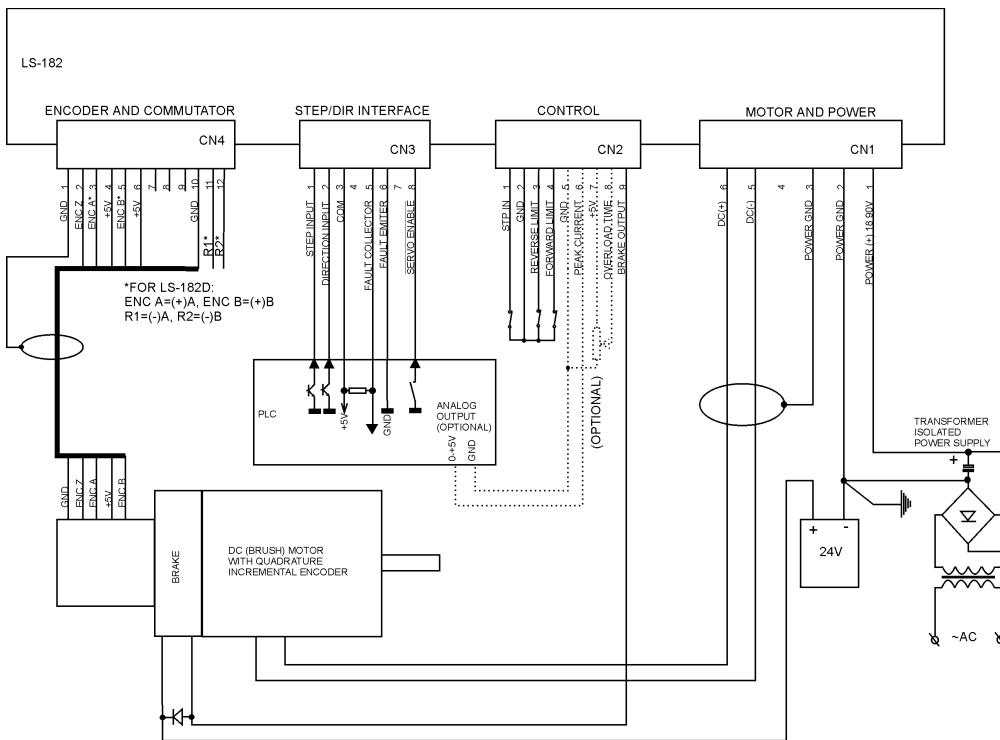 LS-182
ENCODER AND COMMUTATOR
STEP/DIR INTERFACE
CONTROL
MOTOR AND POWER
CN4
CN3
CN2
CN1
1 2 3 4 5 6 7 8 9 10 11 12
1 2 3 4 5 6 7 8
1 2 3 4 5 6 7 8 9
6 5 4 3 2 1
GND
ENC Z
ENC A*
+5V
ENC B*
+5V
GND
R1*
R2*
STEP INPUT
DIRECTION INPUT
COM
FAULT COLLECTOR
FAULT EMITER
SERVO ENABLE
STP IN
GND
REVERSE LIMIT
FORWARD LIMIT
GND
PEAK CURRENT
+5V
OVERLOAD TIME
BRAKE OUTPUT
DC(+)
DC(-)
POWER GND
POWER GND
POWER (+) 18.90V
*FOR LS-182D:
ENC A=(+)A, ENC B=(+)B
R1=(-)A, R2=(-)B
PLC
+5V
GND
ANALOG
OUTPUT
(OPTIONAL)
0-+5V
GND
(OPTIONAL)
TRANSFORMER
ISOLATED
POWER SUPPLY
+
GND
ENC Z
ENC A
+5V
ENC B
BRAKE
DC (BRUSH) MOTOR
WITH QUADRATURE
INCREMENTAL ENCODER
+ -
24V
~AC